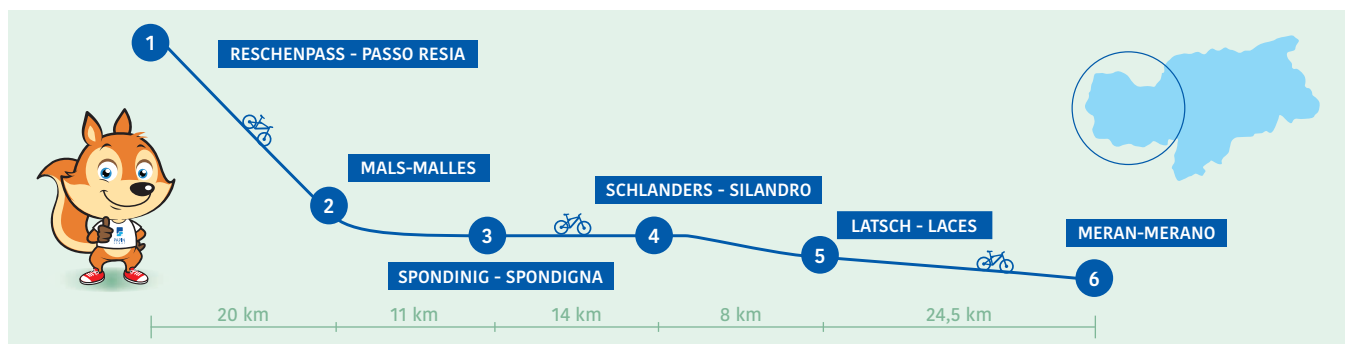 1
RESCHENPASS - PASSO RESIA
MALS-MALLES
2
SCHLANDERS - SILANDRO
3
4
LATSCH - LACES
5
MERAN-MERANO
6
SPONDINIG - SPONDIGNA
20 km
11 km
14 km
8 km
24,5 km